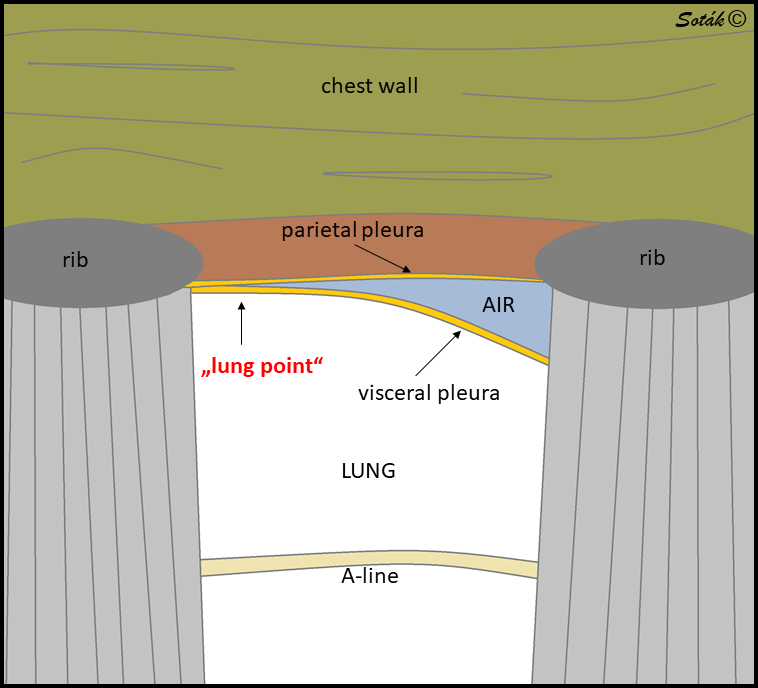 Soták ©
chest wall
parietal pleura
rib
rib
AIR
„lung point“
visceral pleura
LUNG
A-line